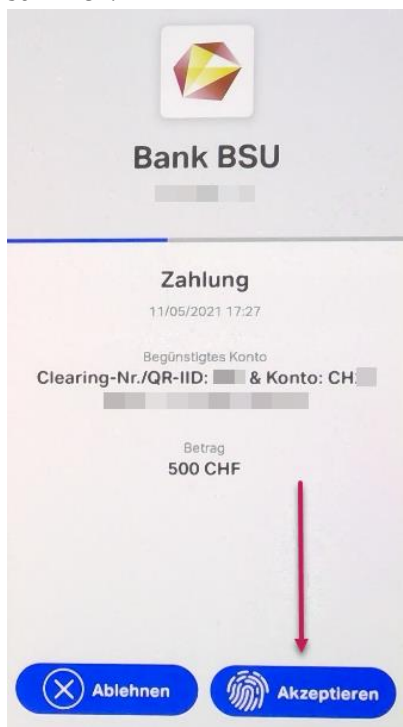 Bank BSU
Zahlung
11/05/2021 17:27
Begünstigtes Konto
Clearing-Nr./QR-IID: & Konto: CH
Betrag
500 CHF
Ablehnen
Akzeptieren